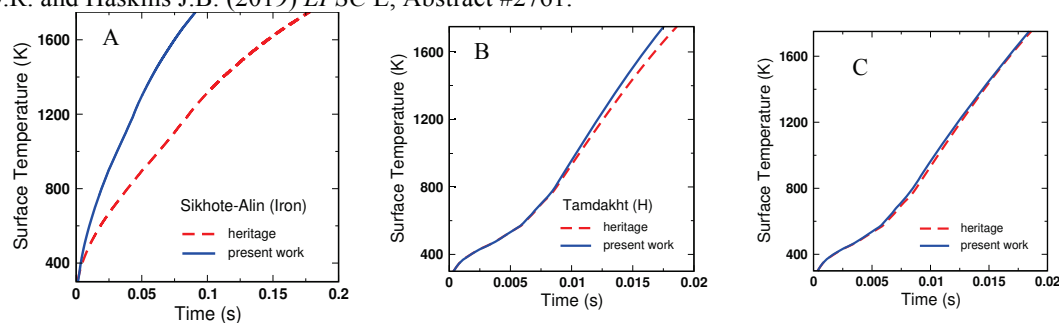 J.R. and Haskins J.B. (2019) LPSC L, Abstract #2761.
A
Surface Temperature (K)
1600
1200
800
400
Sikhote-Alin (Iron)
heritage
present work
0
0.05
0.1
0.15
0.2
Time (s)
B
Surface Temperature (K)
1600
1200
800
400
Tamdakht (H)
heritage
present work
0
0.005
0.01
0.015
0.02
Time (s)
C
Surface Temperature (K)
1600
1200
800
400
heritage
present work
0
0.005
0.01
0.015
0.02
Time (s)